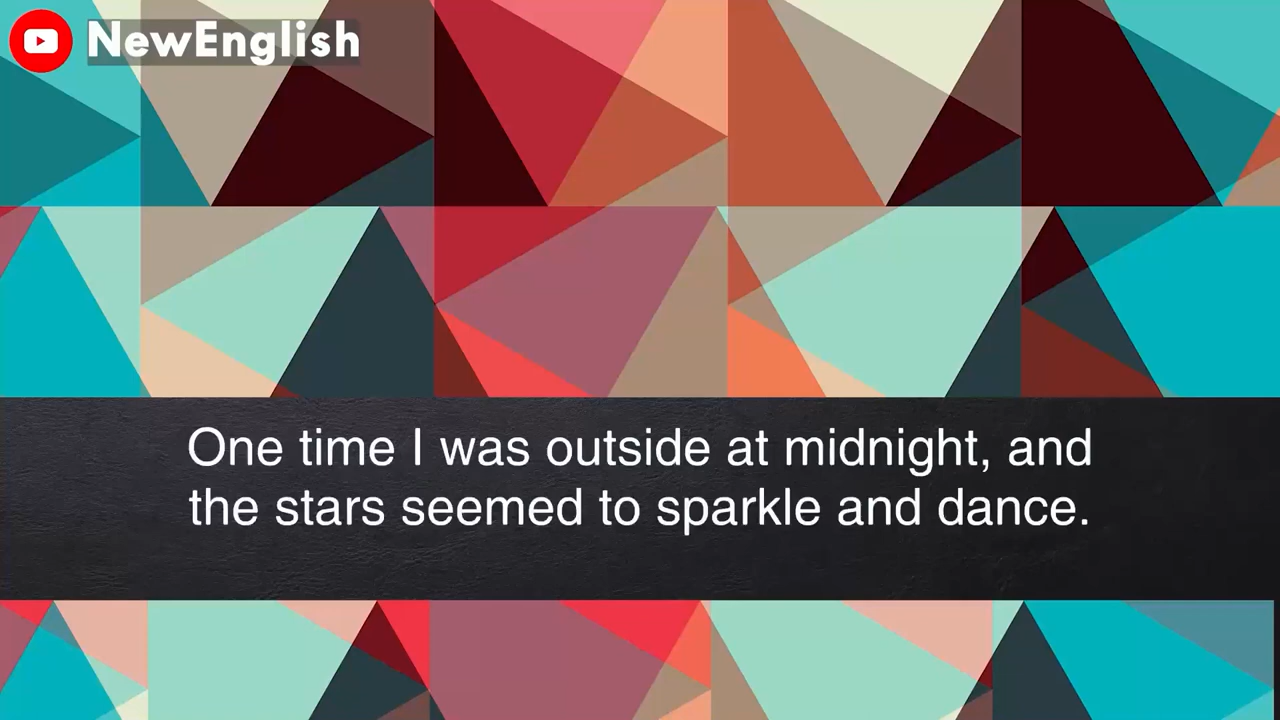 NewEnglish
One time I was outside at midnight, and
the stars seemed to sparkle and dance.